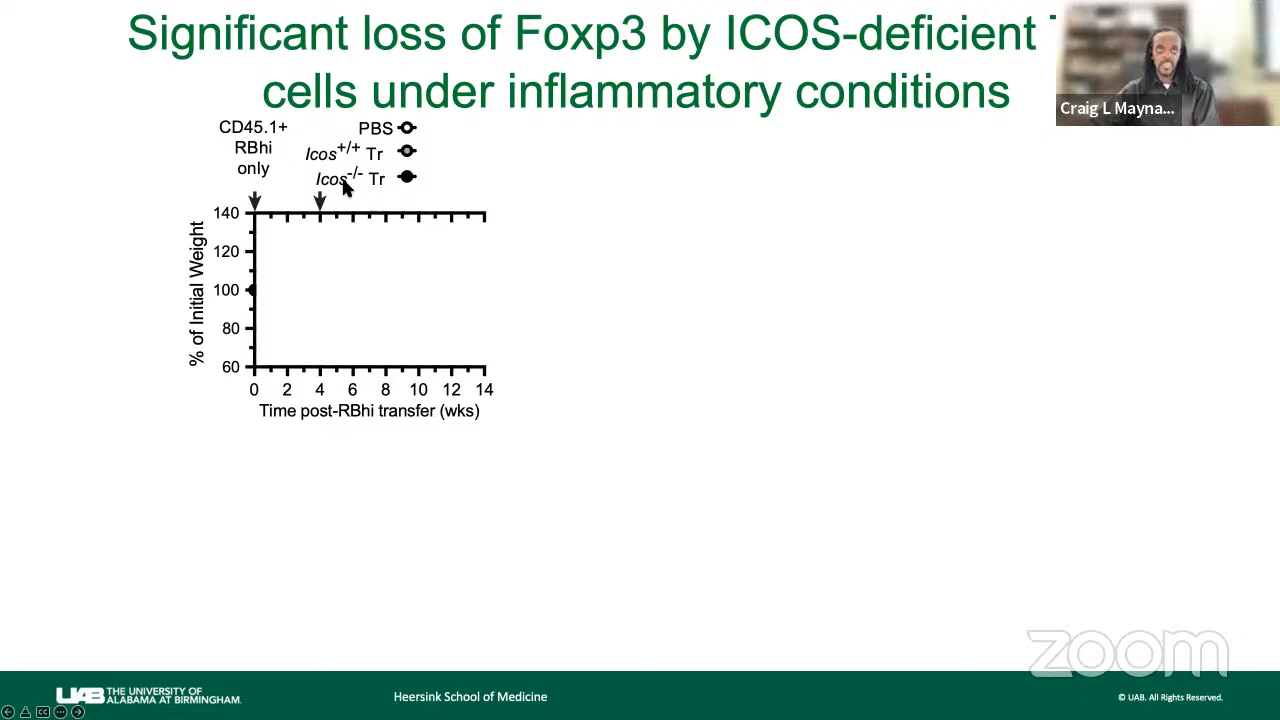 Significant loss of Foxp3 by ICOS-deficient
cells under inflammatory conditions
Craig L Mayna...
CD45.1+
RBhi
only
PBS
Icos+/+ Tr
Icos-/- Tr
140
120
100
80
60
% of Initial Weight
0 2 4 6 8 10 12 14
Time post-RBhi transfer (wks)
zoom
UAB THE UNIVERSITY OF
ALABAMA AT BIRMINGHAM.
Heersink School of Medicine
© UAB. All Rights Reserved.
CC